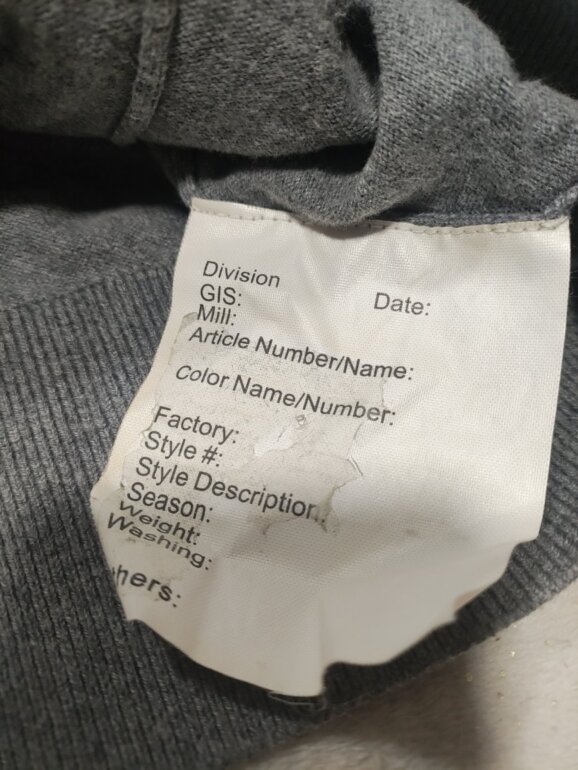 Division
GIS: Date:
Mill:
Article Number/Name:
Color Name/Number:
Factory:
Style #:
Style Description:
Season:
Weight:
Washing:
hers: